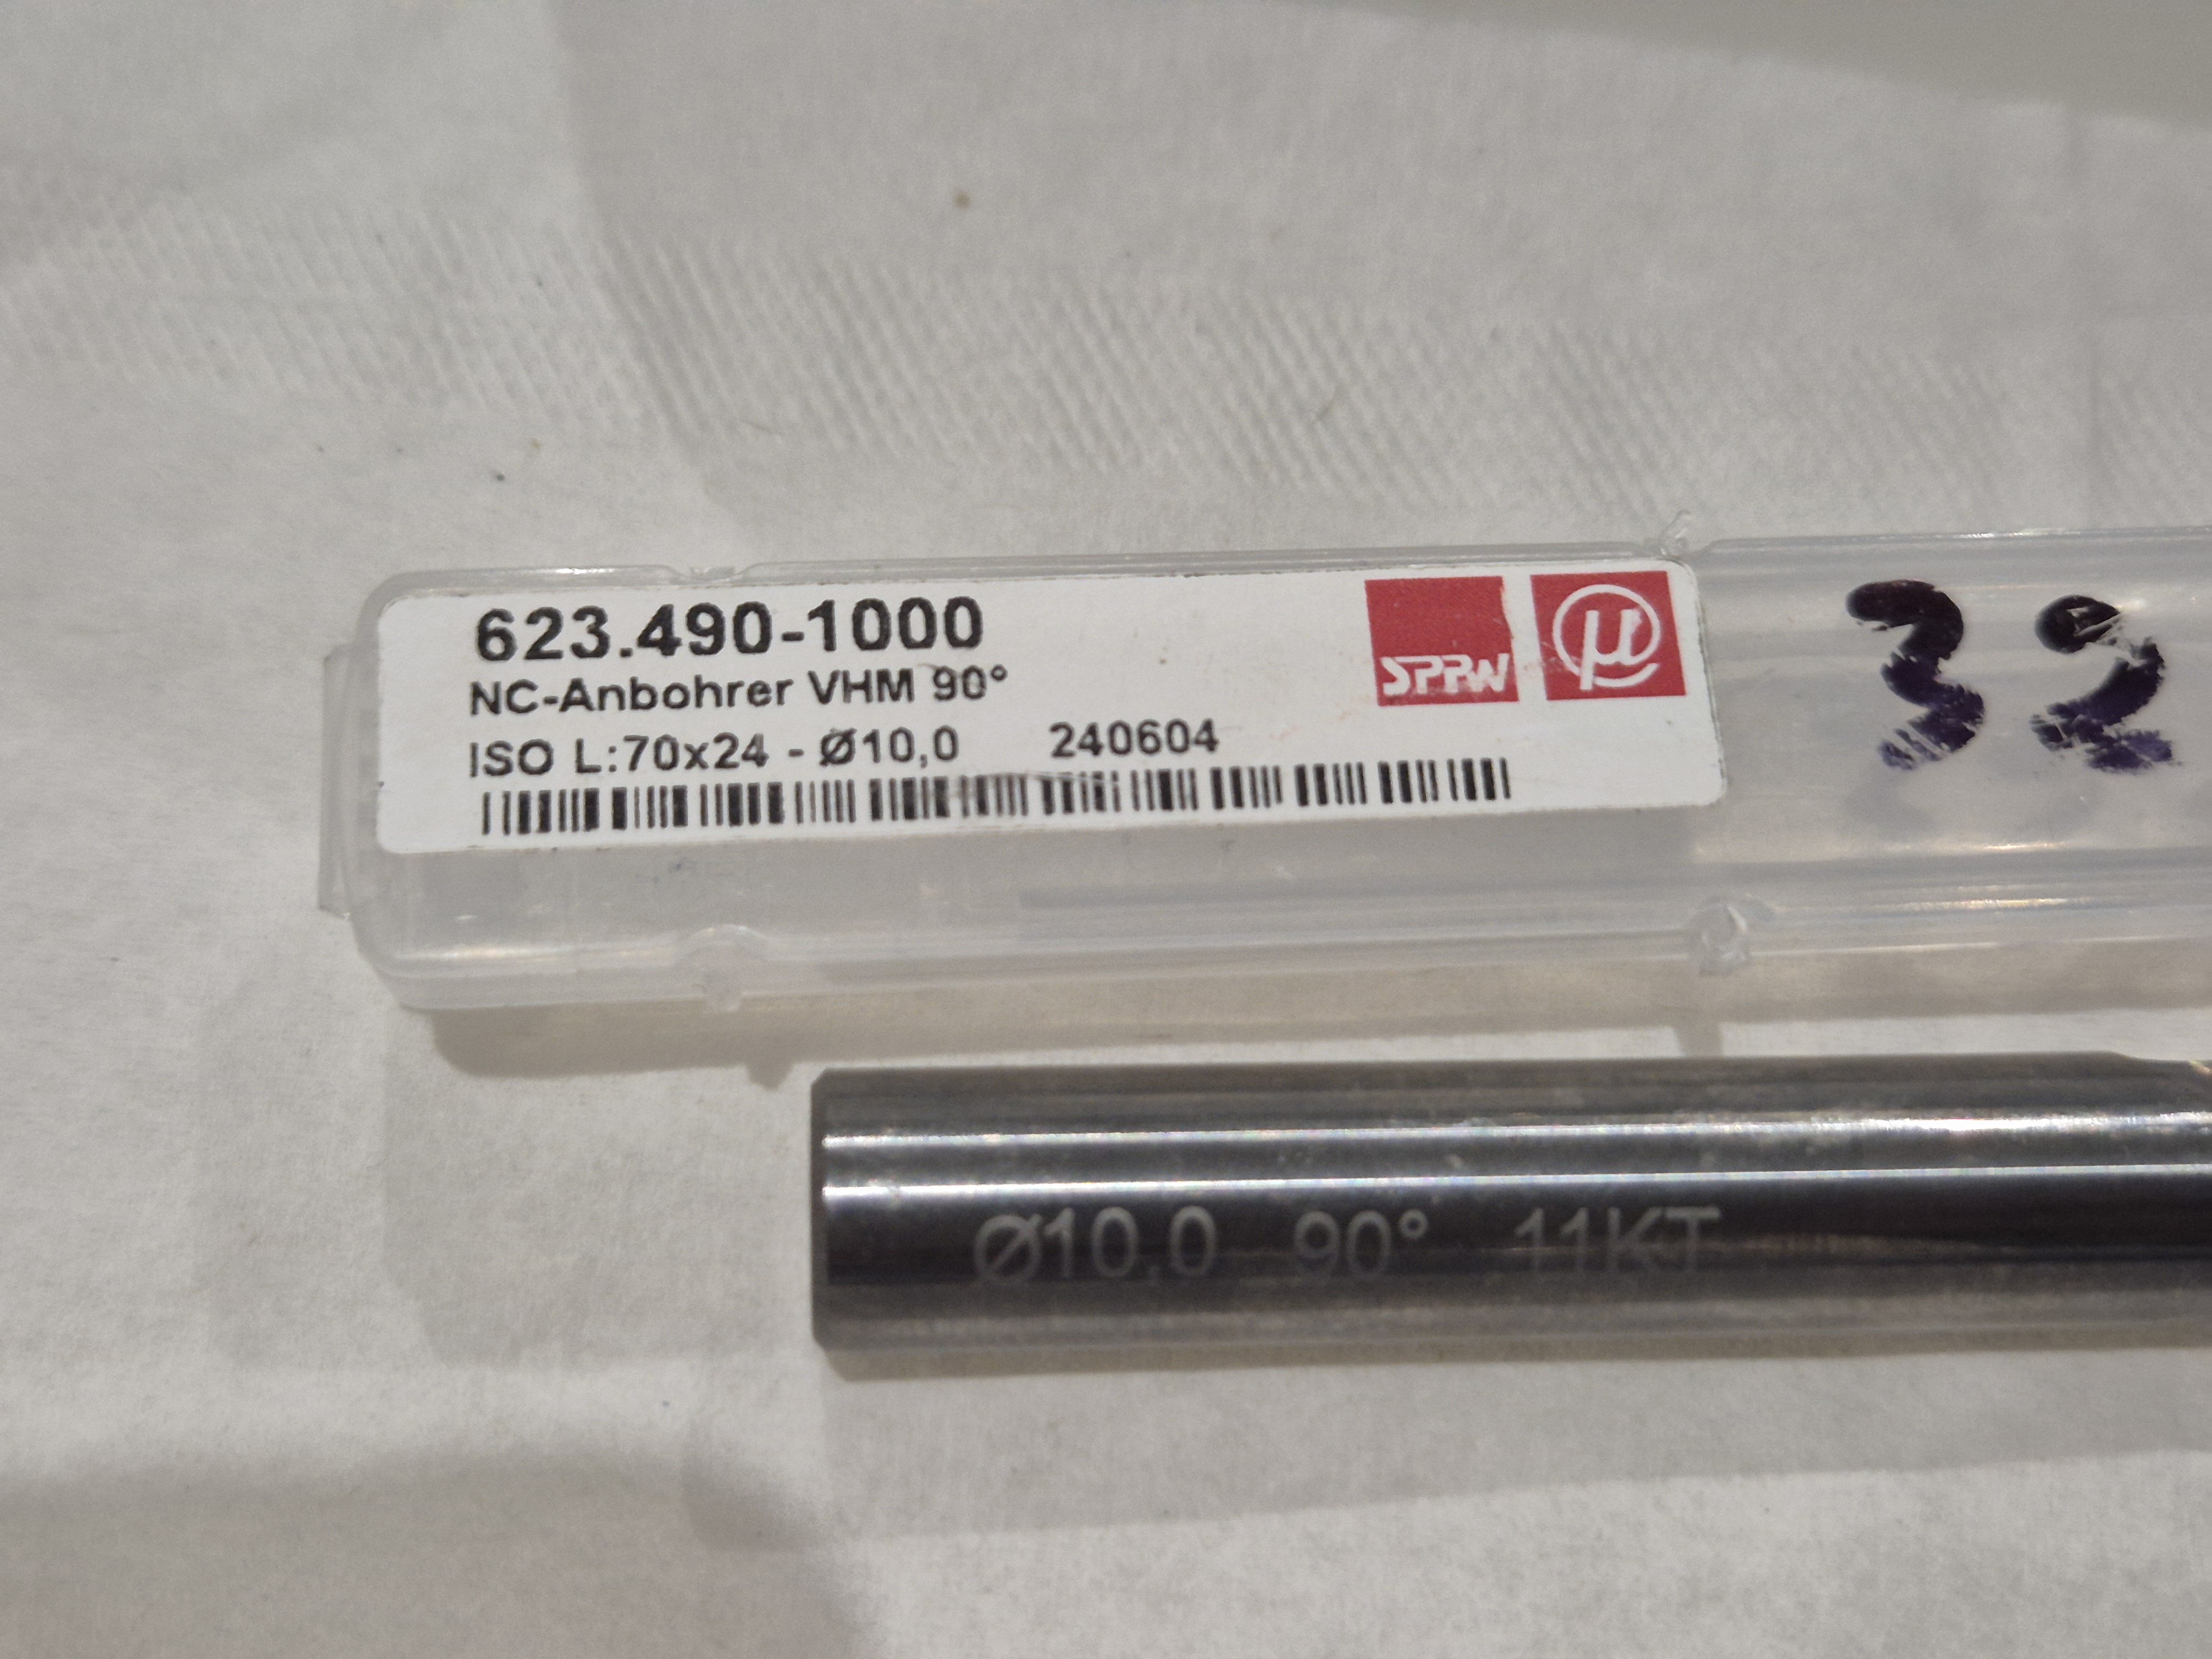 623.490-1000
NC-Anbohrer VHM 90°
ISO L:70x24 - Ø10,0 240604
SPPW µ
32
Ø10,0 90° 11KT